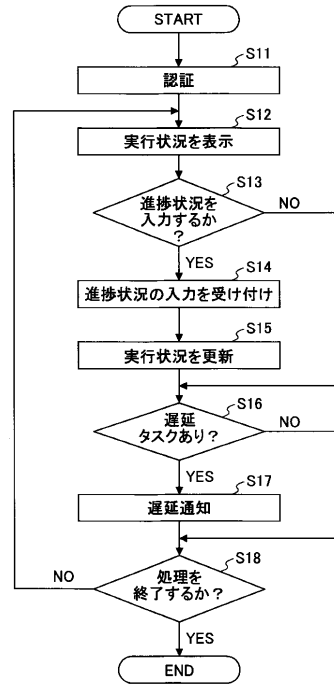 START
S11
認証
S12
実行状況を表示
S13
進捗状況を
入力するか
?
NO
YES
S14
進捗状況の入力を受け付け
S15
実行状況を更新
S16
遅延
タスクあり?
NO
YES
S17
遅延通知
S18
処理を
終了するか?
NO
YES
END